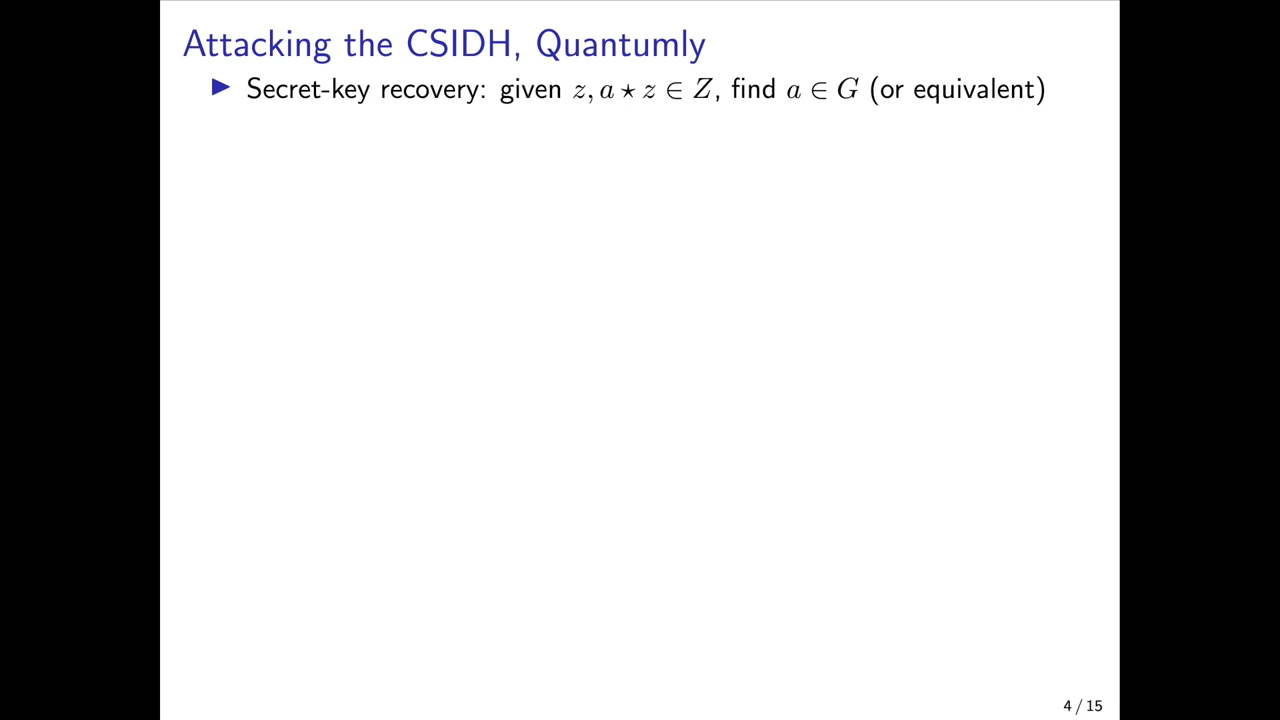 Attacking the CSIDH, Quantumly
▶ Secret-key recovery: given z, a ⋆ z ∈ Z, find a ∈ G (or equivalent)
4 / 15